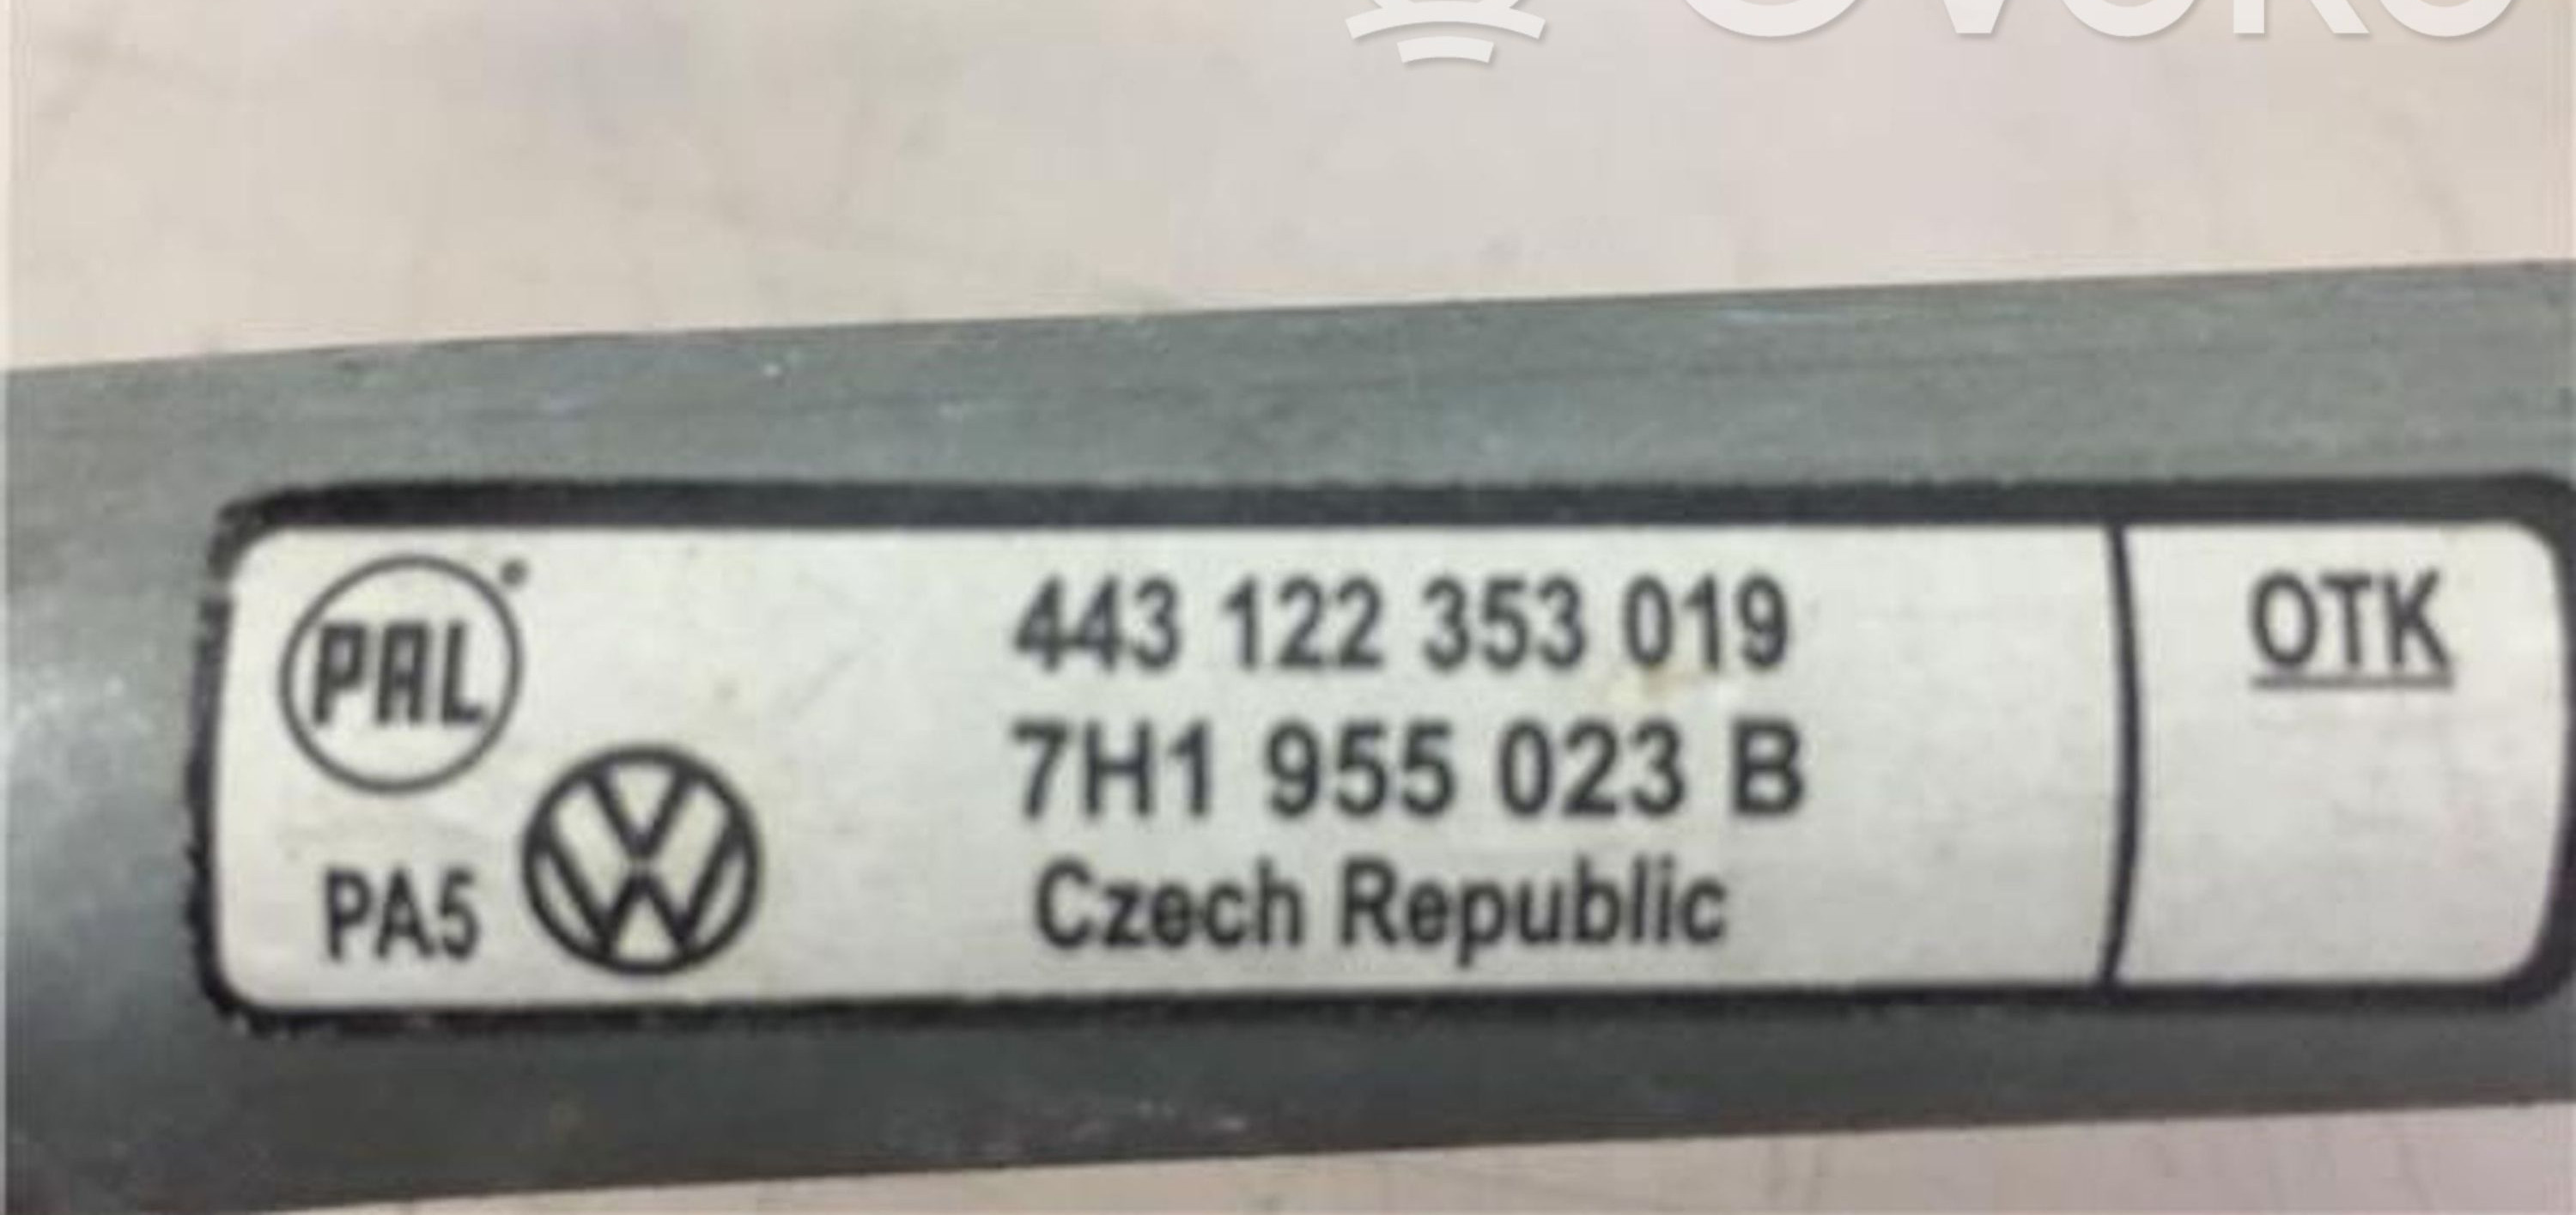 PAL
443 122 353 019
OTK
7H1 955 023 B
PA5
Czech Republic